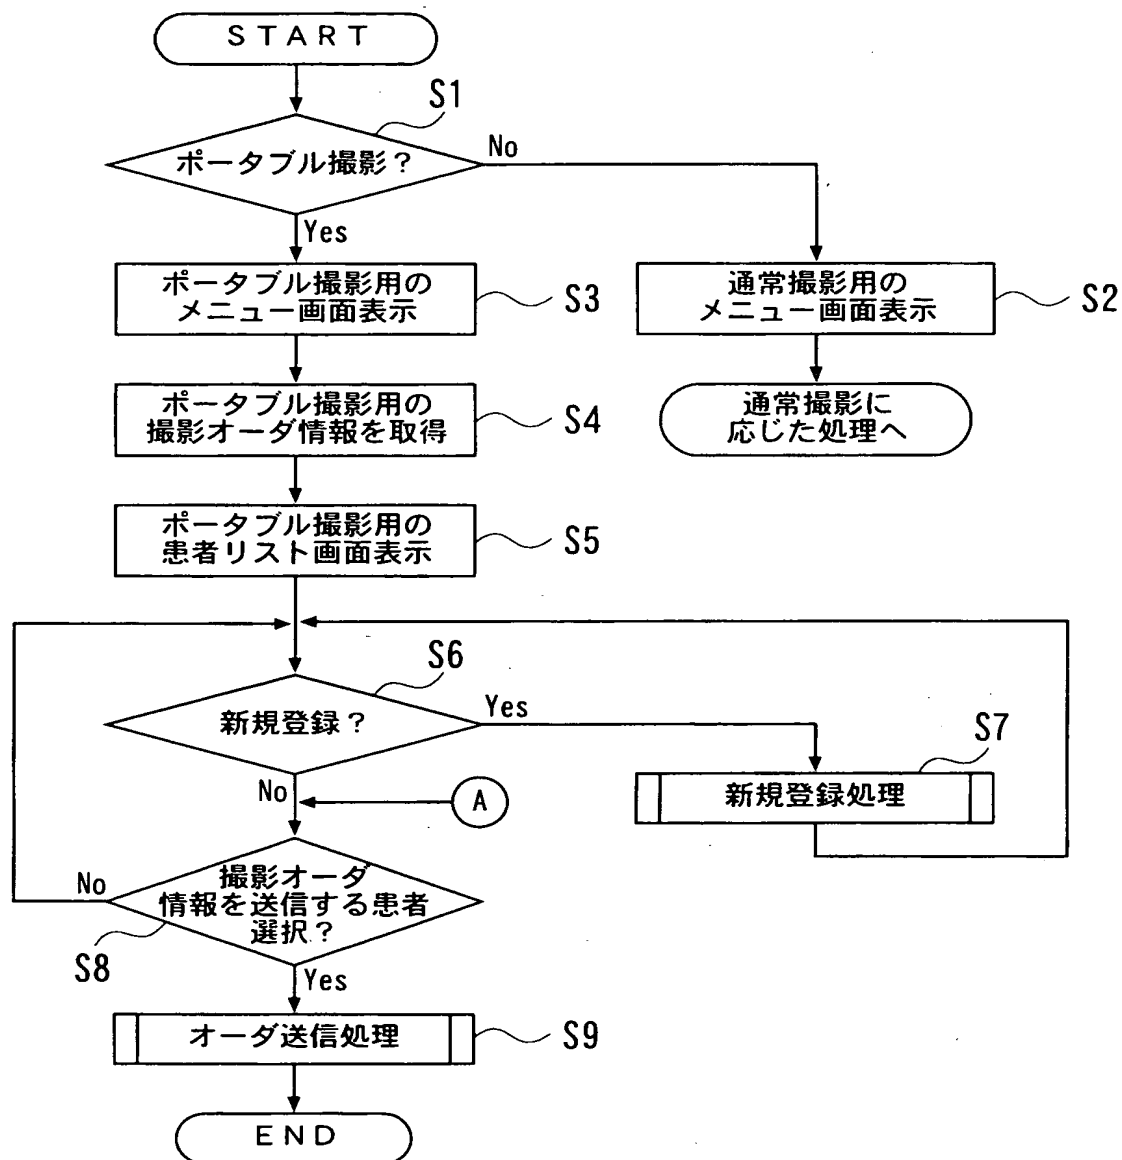 START
S1
ポータブル撮影？
No
Yes
ポータブル撮影用の
メニュー画面表示
S3
通常撮影用の
メニュー画面表示
S2
ポータブル撮影用の
撮影オーダ情報を取得
S4
通常撮影に
応じた処理へ
ポータブル撮影用の
患者リスト画面表示
S5
S6
新規登録？
Yes
No
S7
新規登録処理
A
撮影オーダ
情報を送信する患者
選択？
No
S8
Yes
オーダ送信処理
S9
END